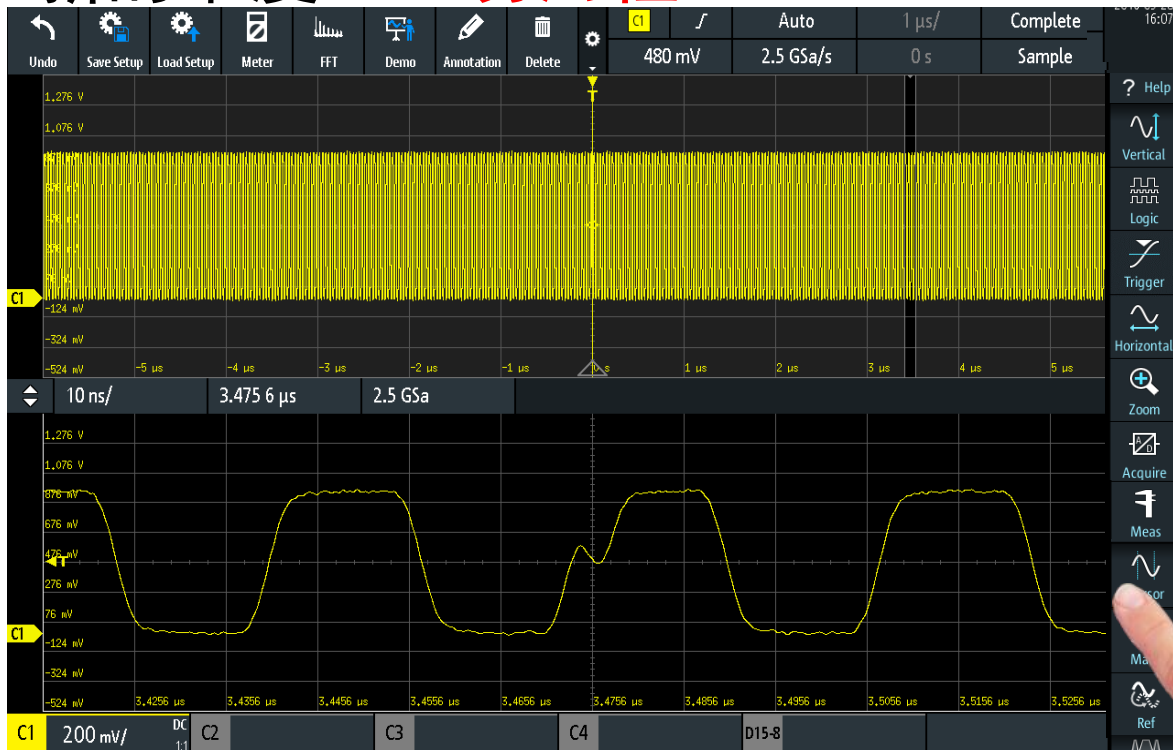 Undo
Save Setup
Load Setup
Meter
FFT
Demo
Annotation
Delete
C1
Auto
1 µs/
Complete
16:07
480 mV
2.5 GSa/s
0 s
Sample
1.276 V
1.076 V
-124 mV
-324 mV
-524 mV
T
C1
-5 µs
-4 µs
-3 µs
-2 µs
-1 µs
0 s
1 µs
2 µs
3 µs
4 µs
5 µs
10 ns/
3.475 6 µs
2.5 GSa
1.276 V
1.076 V
876 mV
676 mV
476 mV
276 mV
76 mV
-124 mV
-324 mV
-524 mV
T
C1
3.4256 µs
3.4356 µs
3.4456 µs
3.4556 µs
3.4656 µs
3.4756 µs
3.4856 µs
3.4956 µs
3.5056 µs
3.5156 µs
3.5256 µs
C1
200 mV/
DC
1:1
C2
C3
C4
D15-8
? Help
Vertical
Logic
Trigger
Horizontal
Zoom
Acquire
A
D
Meas
Ref